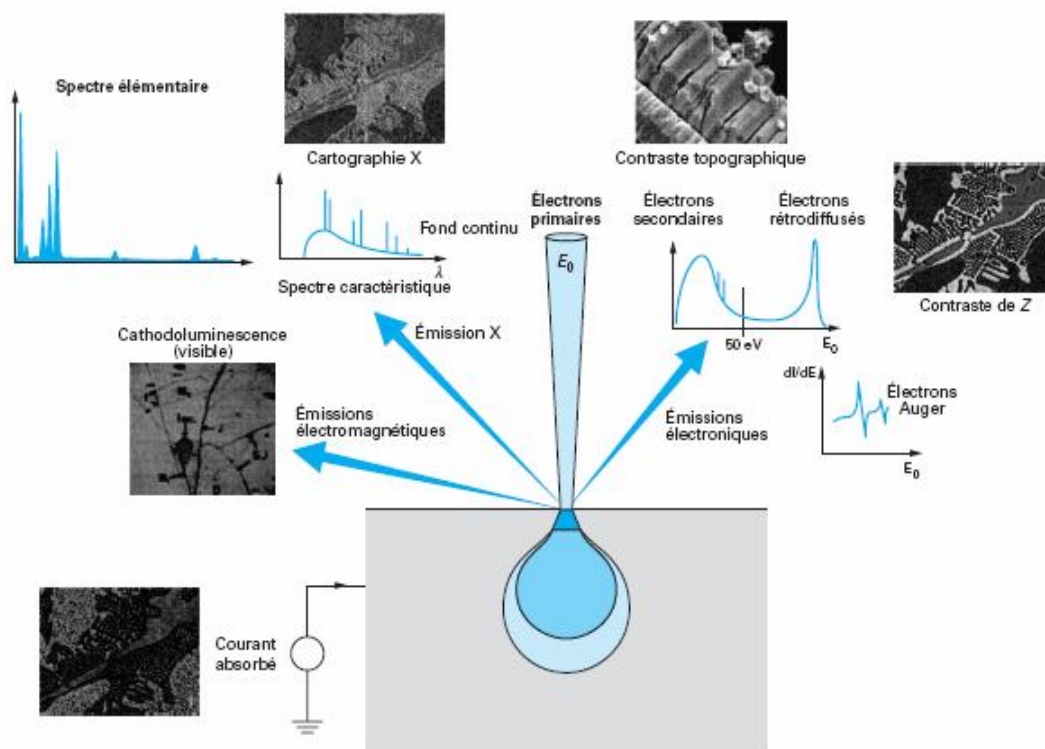 Spectre élémentaire
Cartographie X
Fond continu
λ
Spectre caractéristique
Émission X
Cathodoluminescence
(visible)
Émissions
électromagnétiques
Contraste topographique
Électrons
primaires
E0
Électrons
secondaires
Électrons
rétrodiffusés
50 eV
E0
Contraste de Z
dI/dE
Électrons
Auger
E0
Émissions
électroniques
Courant
absorbé